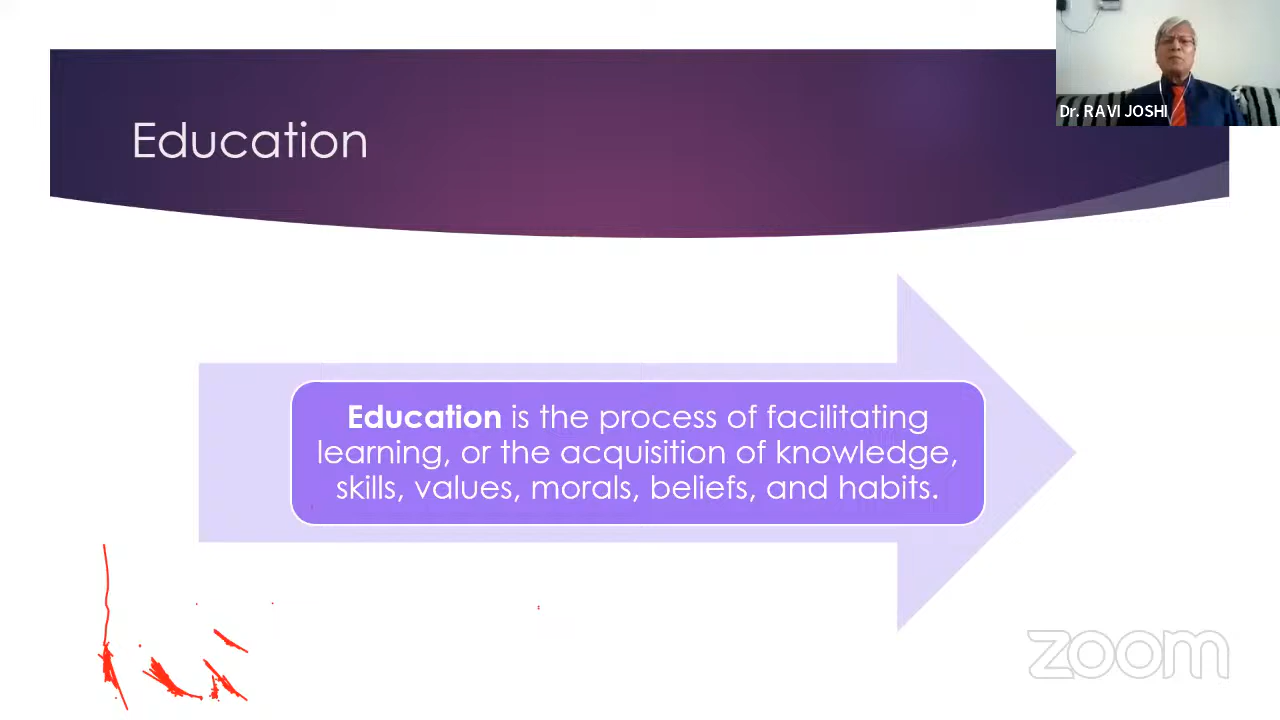 Education
Dr. RAVI JOSHI
Education is the process of facilitating
learning, or the acquisition of knowledge,
skills, values, morals, beliefs, and habits.
zoom